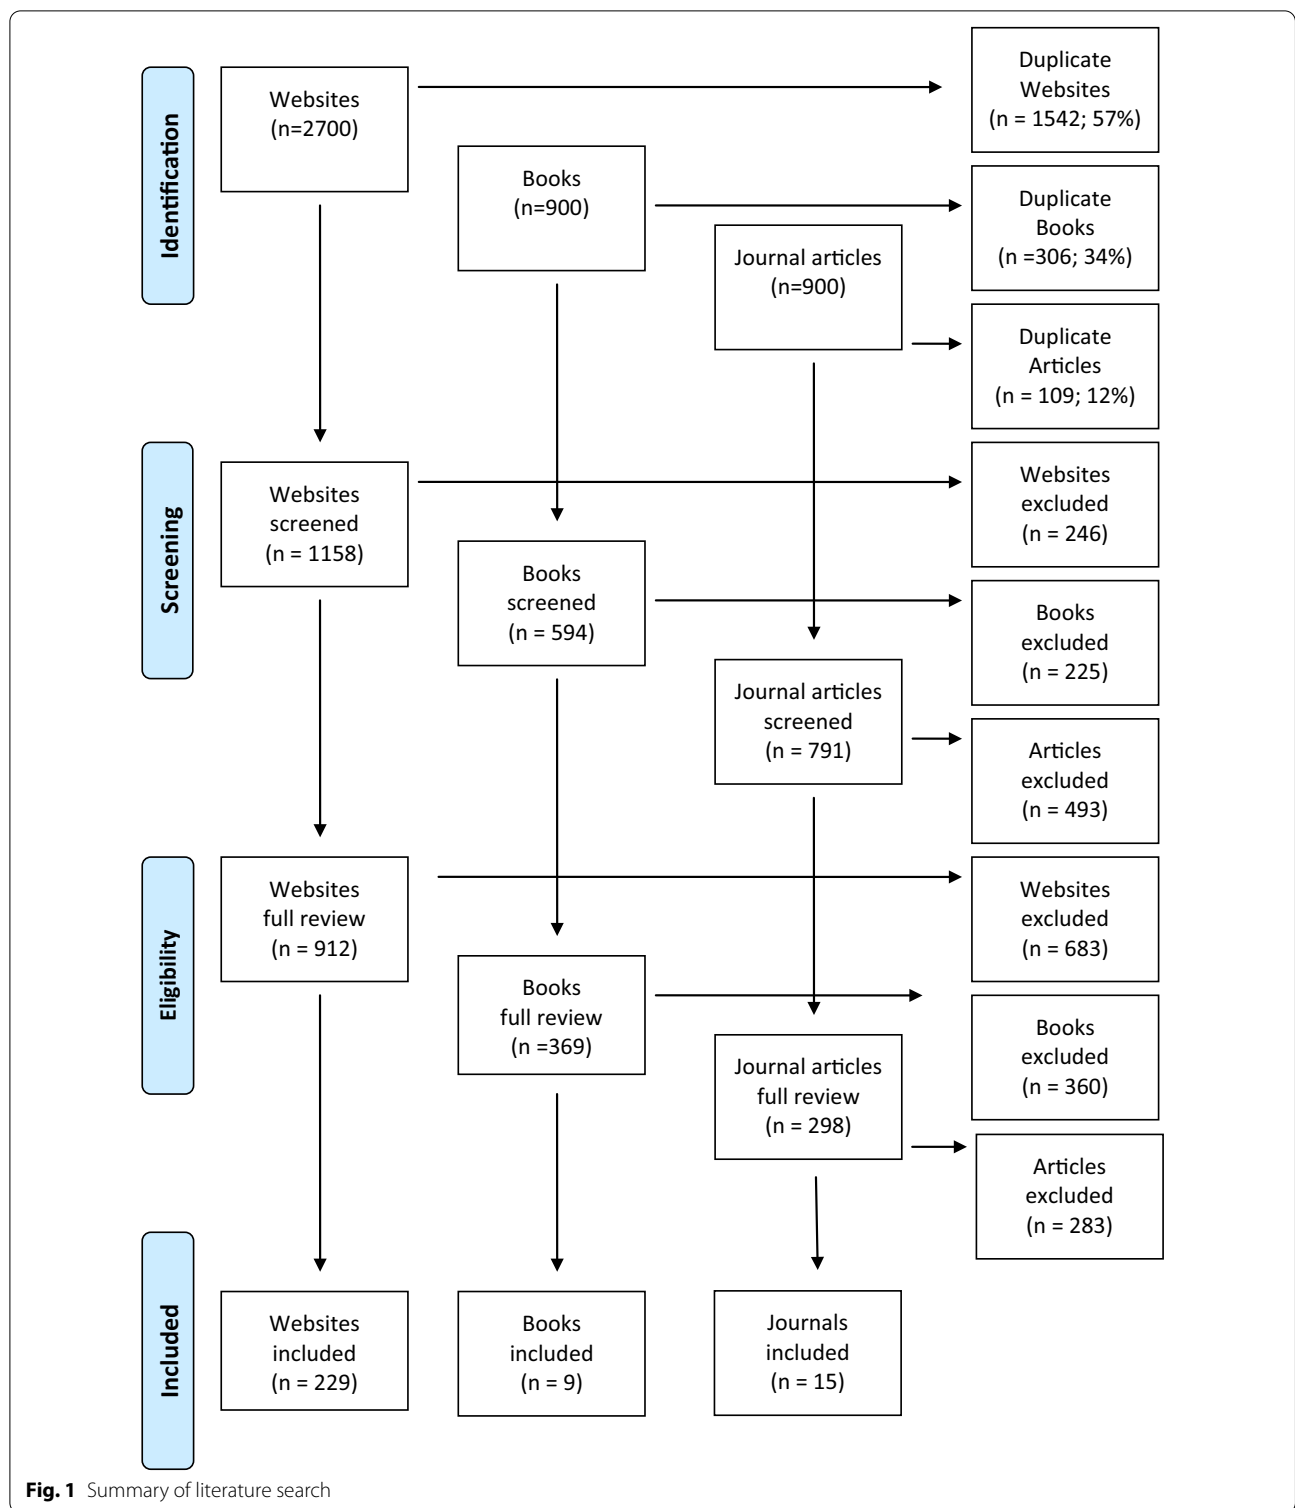 Identification
Websites
(n=2700)
Duplicate
Websites
(n = 1542; 57%)
Books
(n=900)
Duplicate
Books
(n =306; 34%)
Journal articles
(n=900)
Duplicate
Articles
(n = 109; 12%)
Screening
Websites
screened
(n = 1158)
Websites
excluded
(n = 246)
Books
screened
(n = 594)
Books
excluded
(n = 225)
Journal articles
screened
(n = 791)
Articles
excluded
(n = 493)
Eligibility
Websites
full review
(n = 912)
Websites
excluded
(n = 683)
Books
full review
(n =369)
Books
excluded
(n = 360)
Journal articles
full review
(n = 298)
Articles
excluded
(n = 283)
Included
Websites
included
(n = 229)
Books
included
(n = 9)
Journals
included
(n = 15)
Fig. 1 Summary of literature search